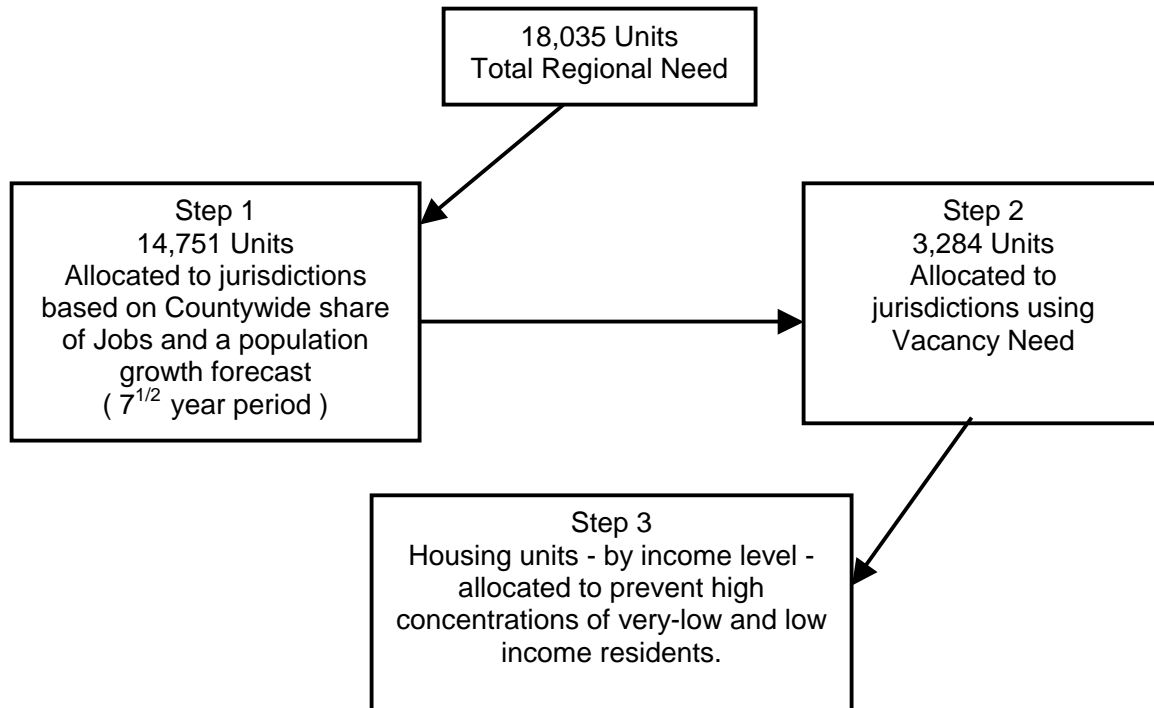 18,035 Units
Total Regional Need
Step 1
14,751 Units
Allocated to jurisdictions
based on Countywide share
of Jobs and a population
growth forecast
( 7^1/2 year period )
Step 2
3,284 Units
Allocated to
jurisdictions using
Vacancy Need
Step 3
Housing units - by income level -
allocated to prevent high
concentrations of very-low and low
income residents.